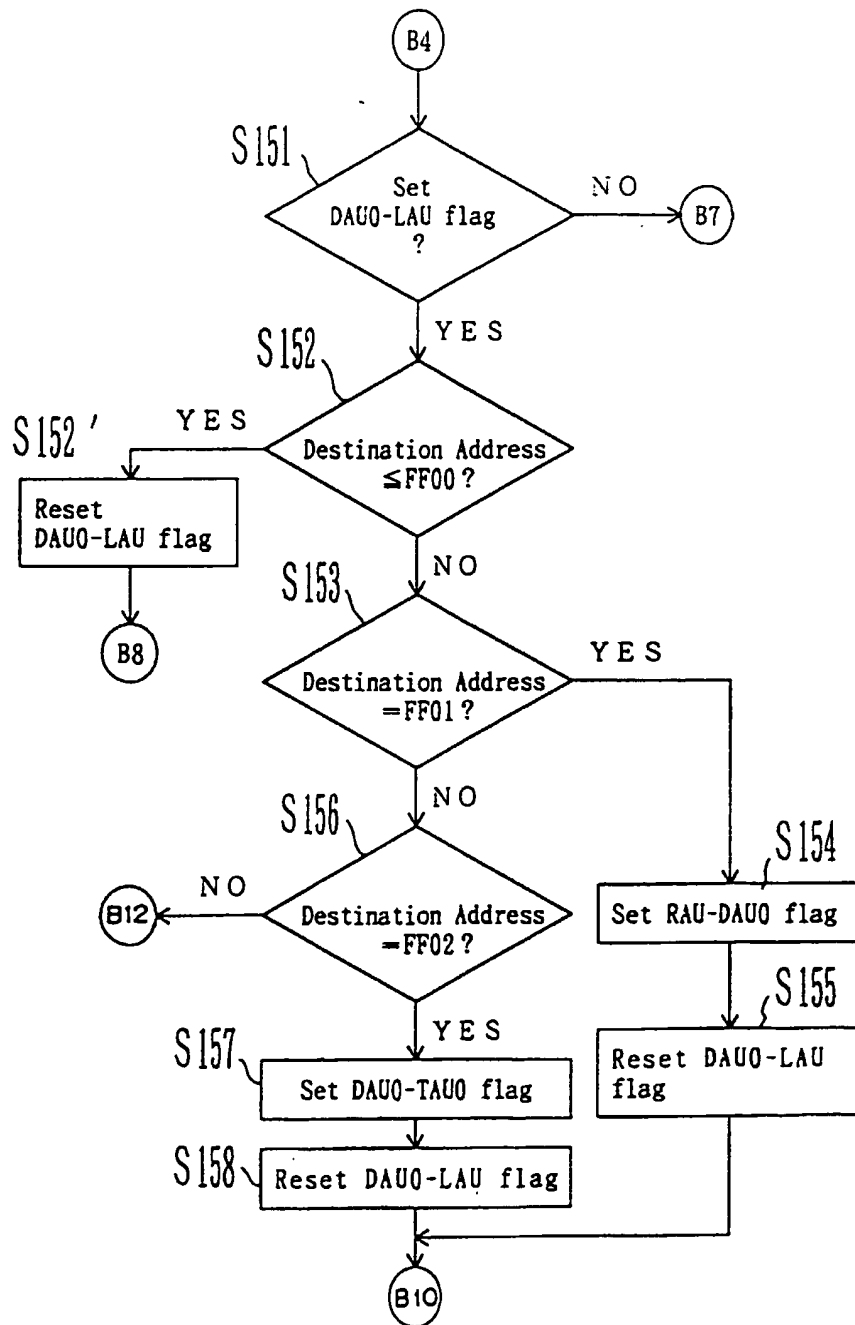 B4
S151
Set
DAU0-LAU flag
?
NO
B7
YES
S152
YES
S152'
Destination Address
≦FF00?
Reset
DAU0-LAU flag
NO
S153
B8
YES
Destination Address
=FF01?
NO
S156
S154
NO
B12
Destination Address
=FF02?
Set RAU-DAU0 flag
YES
S155
S157
Set DAU0-TAU0 flag
Reset DAU0-LAU
flag
S158
Reset DAU0-LAU flag
B10